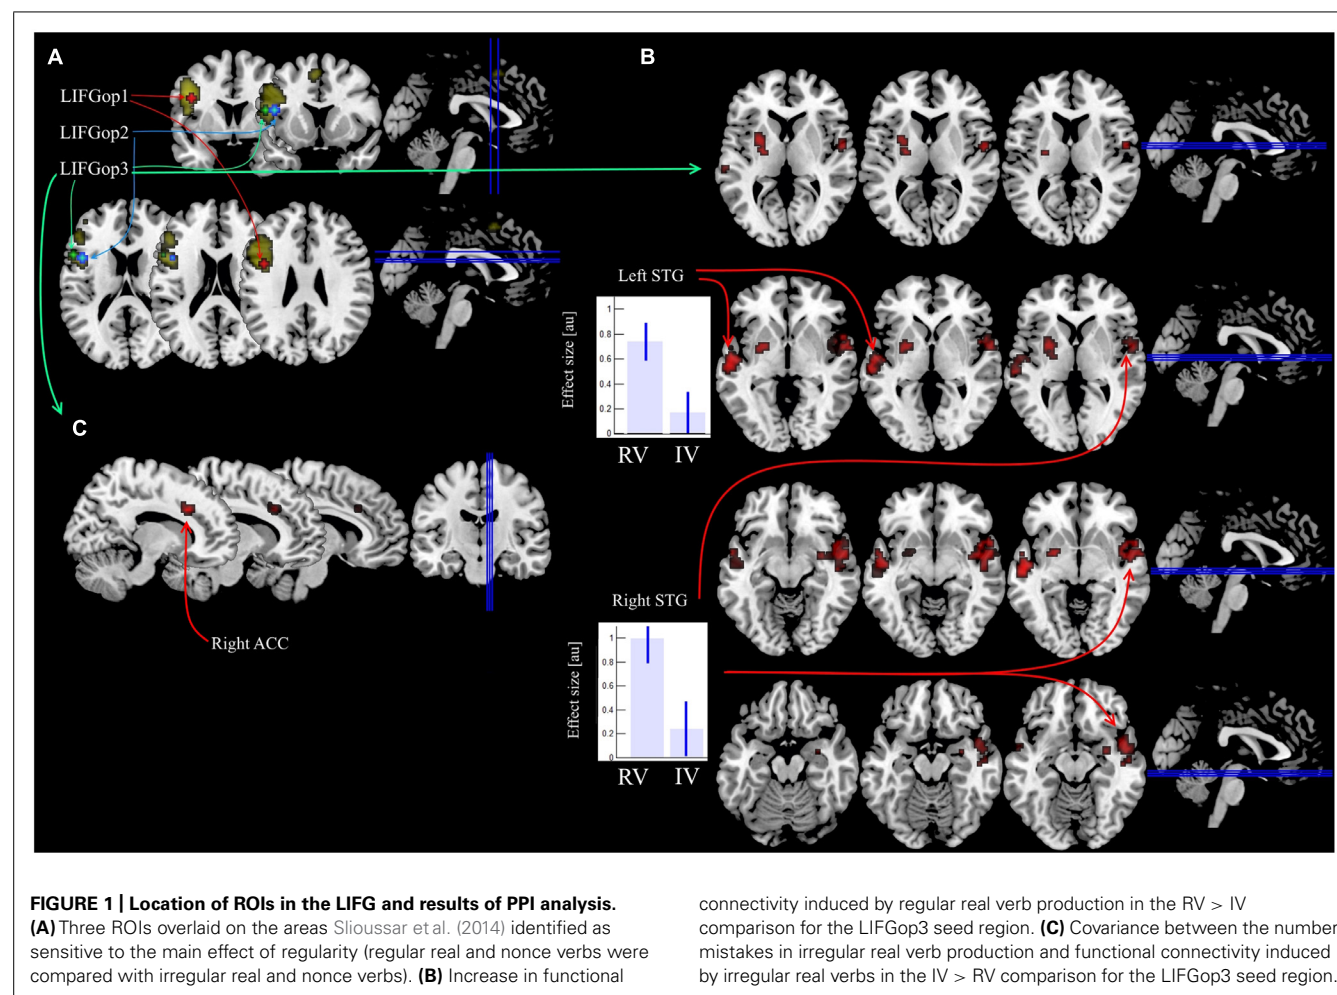 A
LIFGop1
LIFGop2
LIFGop3
B
Left STG
Effect size [au]
1
0.8
0.6
0.4
0.2
0
RV IV
C
Right ACC
Right STG
Effect size [au]
1
0.8
0.6
0.4
0.2
0
RV IV
FIGURE 1 | Location of ROIs in the LIFG and results of PPI analysis.
(A) Three ROIs overlaid on the areas Slioussar et al. (2014) identified as
sensitive to the main effect of regularity (regular real and nonce verbs were
compared with irregular real and nonce verbs). (B) Increase in functional
connectivity induced by regular real verb production in the RV > IV
comparison for the LIFGop3 seed region. (C) Covariance between the number
mistakes in irregular real verb production and functional connectivity induced
by irregular real verbs in the IV > RV comparison for the LIFGop3 seed region.